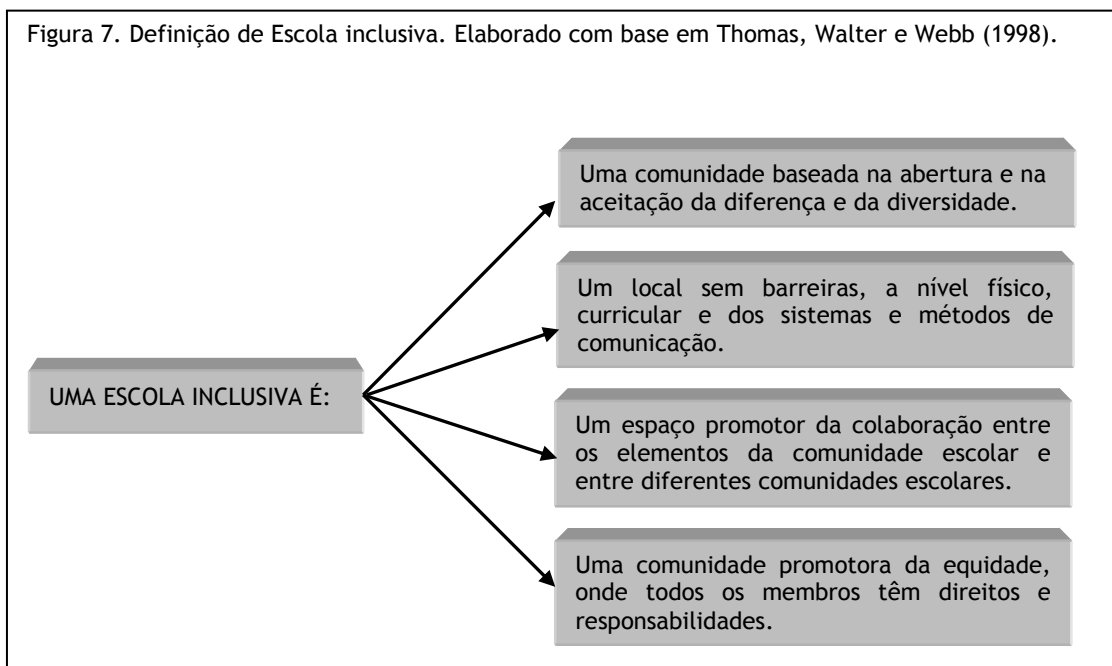 Figura 7. Definição de Escola inclusiva. Elaborado com base em Thomas, Walter e Webb (1998).
Uma comunidade baseada na abertura e na
aceitação da diferença e da diversidade.
Um local sem barreiras, a nível físico,
curricular e dos sistemas e métodos de
comunicação.
UMA ESCOLA INCLUSIVA É:
Um espaço promotor da colaboração entre
os elementos da comunidade escolar e
entre diferentes comunidades escolares.
Uma comunidade promotora da equidade,
onde todos os membros têm direitos e
responsabilidades.